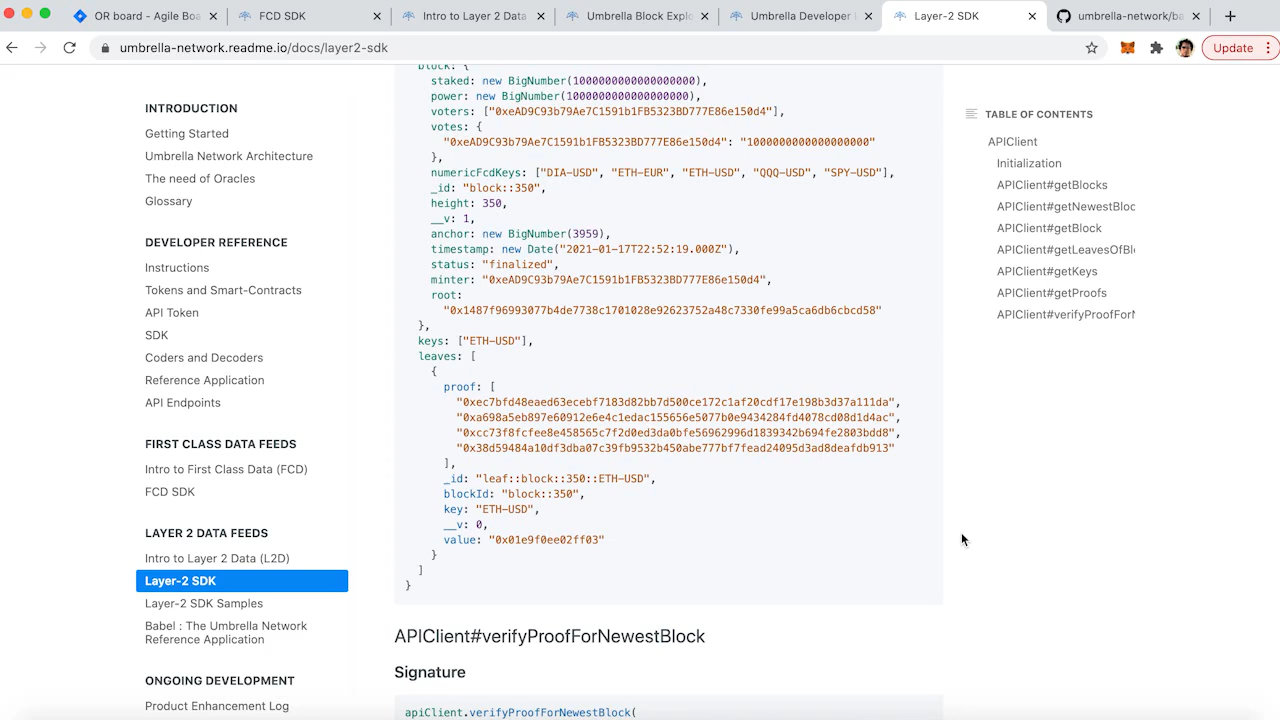 OR board - Agile Boa
FCD SDK
Intro to Layer 2 Data
Umbrella Block Explo
Umbrella Developer
Layer-2 SDK
umbrella-network/ba
umbrella-network.readme.io/docs/layer2-sdk
Update
INTRODUCTION
Getting Started
Umbrella Network Architecture
The need of Oracles
Glossary
DEVELOPER REFERENCE
Instructions
Tokens and Smart-Contracts
API Token
SDK
Coders and Decoders
Reference Application
API Endpoints
FIRST CLASS DATA FEEDS
Intro to First Class Data (FCD)
FCD SDK
LAYER 2 DATA FEEDS
Intro to Layer 2 Data (L2D)
Layer-2 SDK
Layer-2 SDK Samples
Babel : The Umbrella Network
Reference Application
ONGOING DEVELOPMENT
Product Enhancement Log
block: {
staked: new BigNumber(1000000000000000000),
power: new BigNumber(1000000000000000000),
voters: ["0xeAD9C93b79Ae7C1591b1FB5323BD777E86e150d4"],
votes: {
"0xeAD9C93b79Ae7C1591b1FB5323BD777E86e150d4": "1000000000000000000"
},
numericFcdKeys: ["DIA-USD", "ETH-EUR", "ETH-USD", "QQQ-USD", "SPY-USD"],
_id: "block::350",
height: 350,
__v: 1,
anchor: new BigNumber(3959),
timestamp: new Date("2021-01-17T22:52:19.000Z"),
status: "finalized",
minter: "0xeAD9C93b79Ae7C1591b1FB5323BD777E86e150d4",
root:
"0x1487f96993077b4de7738c1701028e92623752a48c7330fe99a5ca6db6cbcd58"
},
keys: ["ETH-USD"],
leaves: [
{
proof: [
"0xec7bfd48eaed63ecebf7183d82bb7d500ce172c1af20cdf17e198b3d37a111da",
"0xa698a5eb897e60912e6e4c1edac155656e5077b0e9434284fd4078cd08d1d4ac",
"0xcc73f8fcfee8e458565c7f2d0ed3da0bfe56962996d1839342b694fe2803bdd8",
"0x38d59484a10df3dba07c39fb9532b450abe777bf7fead24095d3ad8deafdb913"
],
_id: "leaf::block::350::ETH-USD",
blockId: "block::350",
key: "ETH-USD",
__v: 0,
value: "0x01e9f0ee02ff03"
}
]
}
APIClient#verifyProofForNewestBlock
Signature
apiClient.verifyProofForNewestBlock(
TABLE OF CONTENTS
APIClient
Initialization
APIClient#getBlocks
APIClient#getNewestBloc
APIClient#getBlock
APIClient#getLeavesOfBl
APIClient#getKeys
APIClient#getProofs
APIClient#verifyProofFor